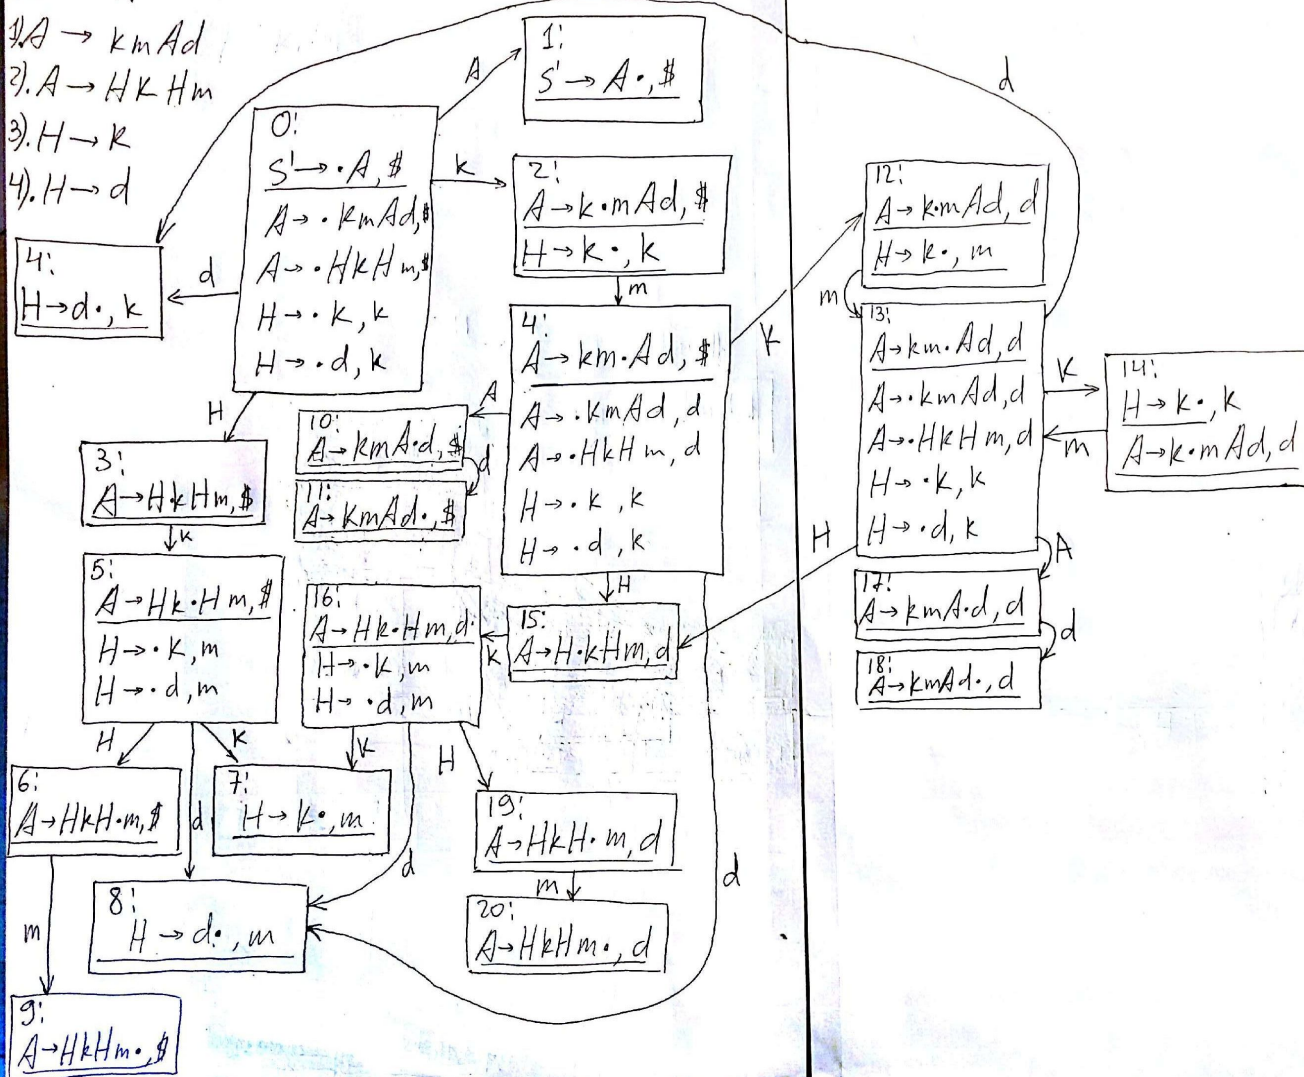 1). A → kmAd
2). A → HkHm
3). H → k
4). H → d
0:
S' → ·A, $
A → ·kmAd, $
A → ·HkHm, $
H → ·k, k
H → ·d, k
A
k
d
H
1:
S' → A·, $
2:
A → k·mAd, $
H → k·, k
m
4:
H → d·, k
4:
A → km·Ad, $
A → ·kmAd, d
A → ·HkHm, d
H → ·k, k
H → ·d, k
A
k
H
d
12:
A → k·mAd, d
H → k·, m
m
13:
A → km·Ad, d
A → ·kmAd, d
A → ·HkHm, d
H → ·k, k
H → ·d, k
d
k
m
H
A
14:
H → k·, k
A → k·mAd, d
10:
A → kmA·d, $
d
11:
A → kmAd·, $
3:
A → H·kHm, $
k
5:
A → Hk·Hm, $
H → ·k, m
H → ·d, m
H
d
k
16:
A → Hk·Hm, d
H → ·k, m
H → ·d, m
k
H
d
15:
A → H·kHm, d
k
17:
A → kmA·d, d
d
18:
A → kmAd·, d
6:
A → HkH·m, $
m
7:
H → k·, m
8:
H → d·, m
19:
A → HkH·m, d
m
20:
A → HkHm·, d
9:
A → HkHm·, $